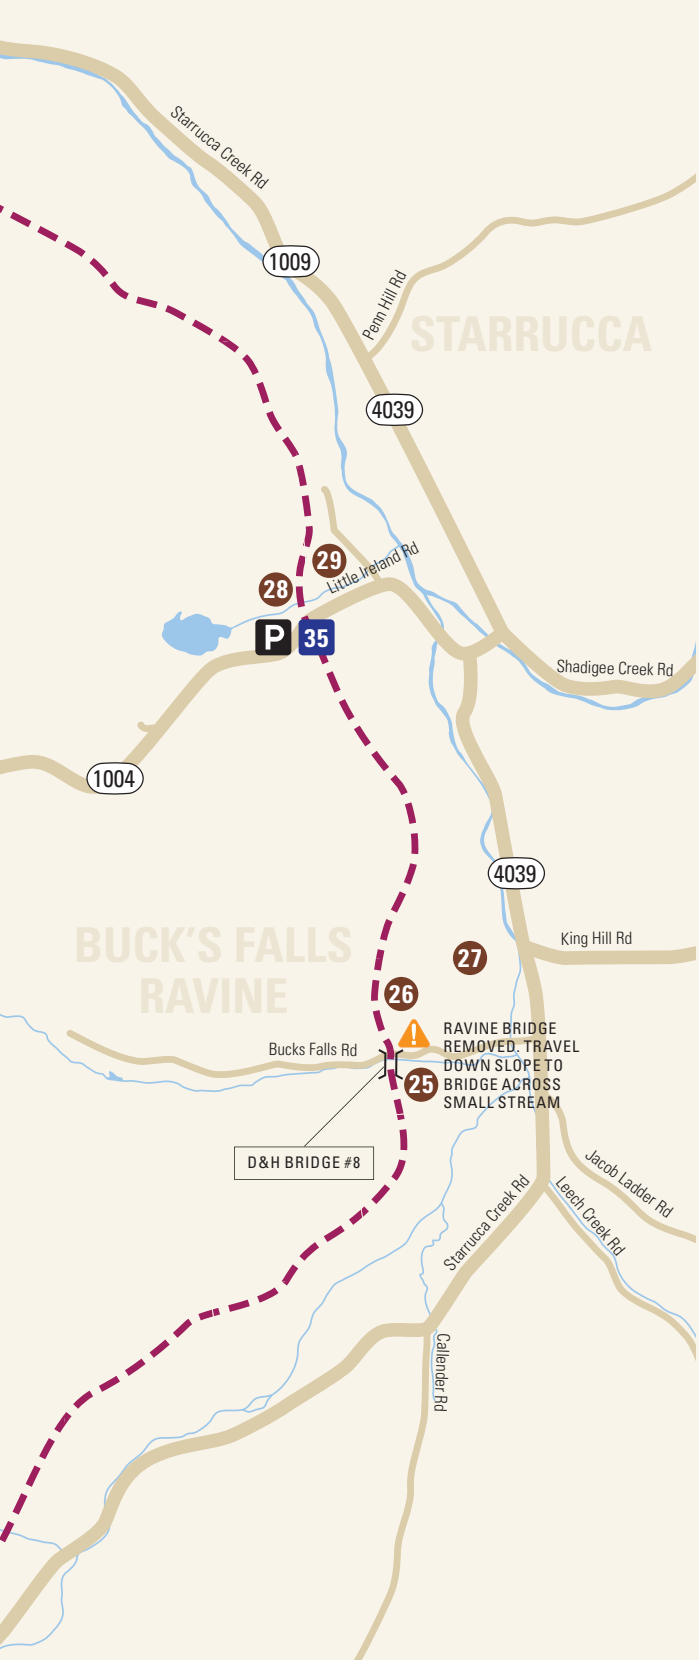 Starrucca Creek Rd
1009
Penn Hill Rd
STARRUCCA
4039
29
Little Ireland Rd
28
P
35
Shadigee Creek Rd
1004
4039
BUCK'S FALLS
RAVINE
King Hill Rd
27
26
Bucks Falls Rd
!
RAVINE BRIDGE
REMOVED. TRAVEL
DOWN SLOPE TO
BRIDGE ACROSS
SMALL STREAM
25
D&H BRIDGE #8
Jacob Ladder Rd
Starrucca Creek Rd
Leech Creek Rd
Callender Rd